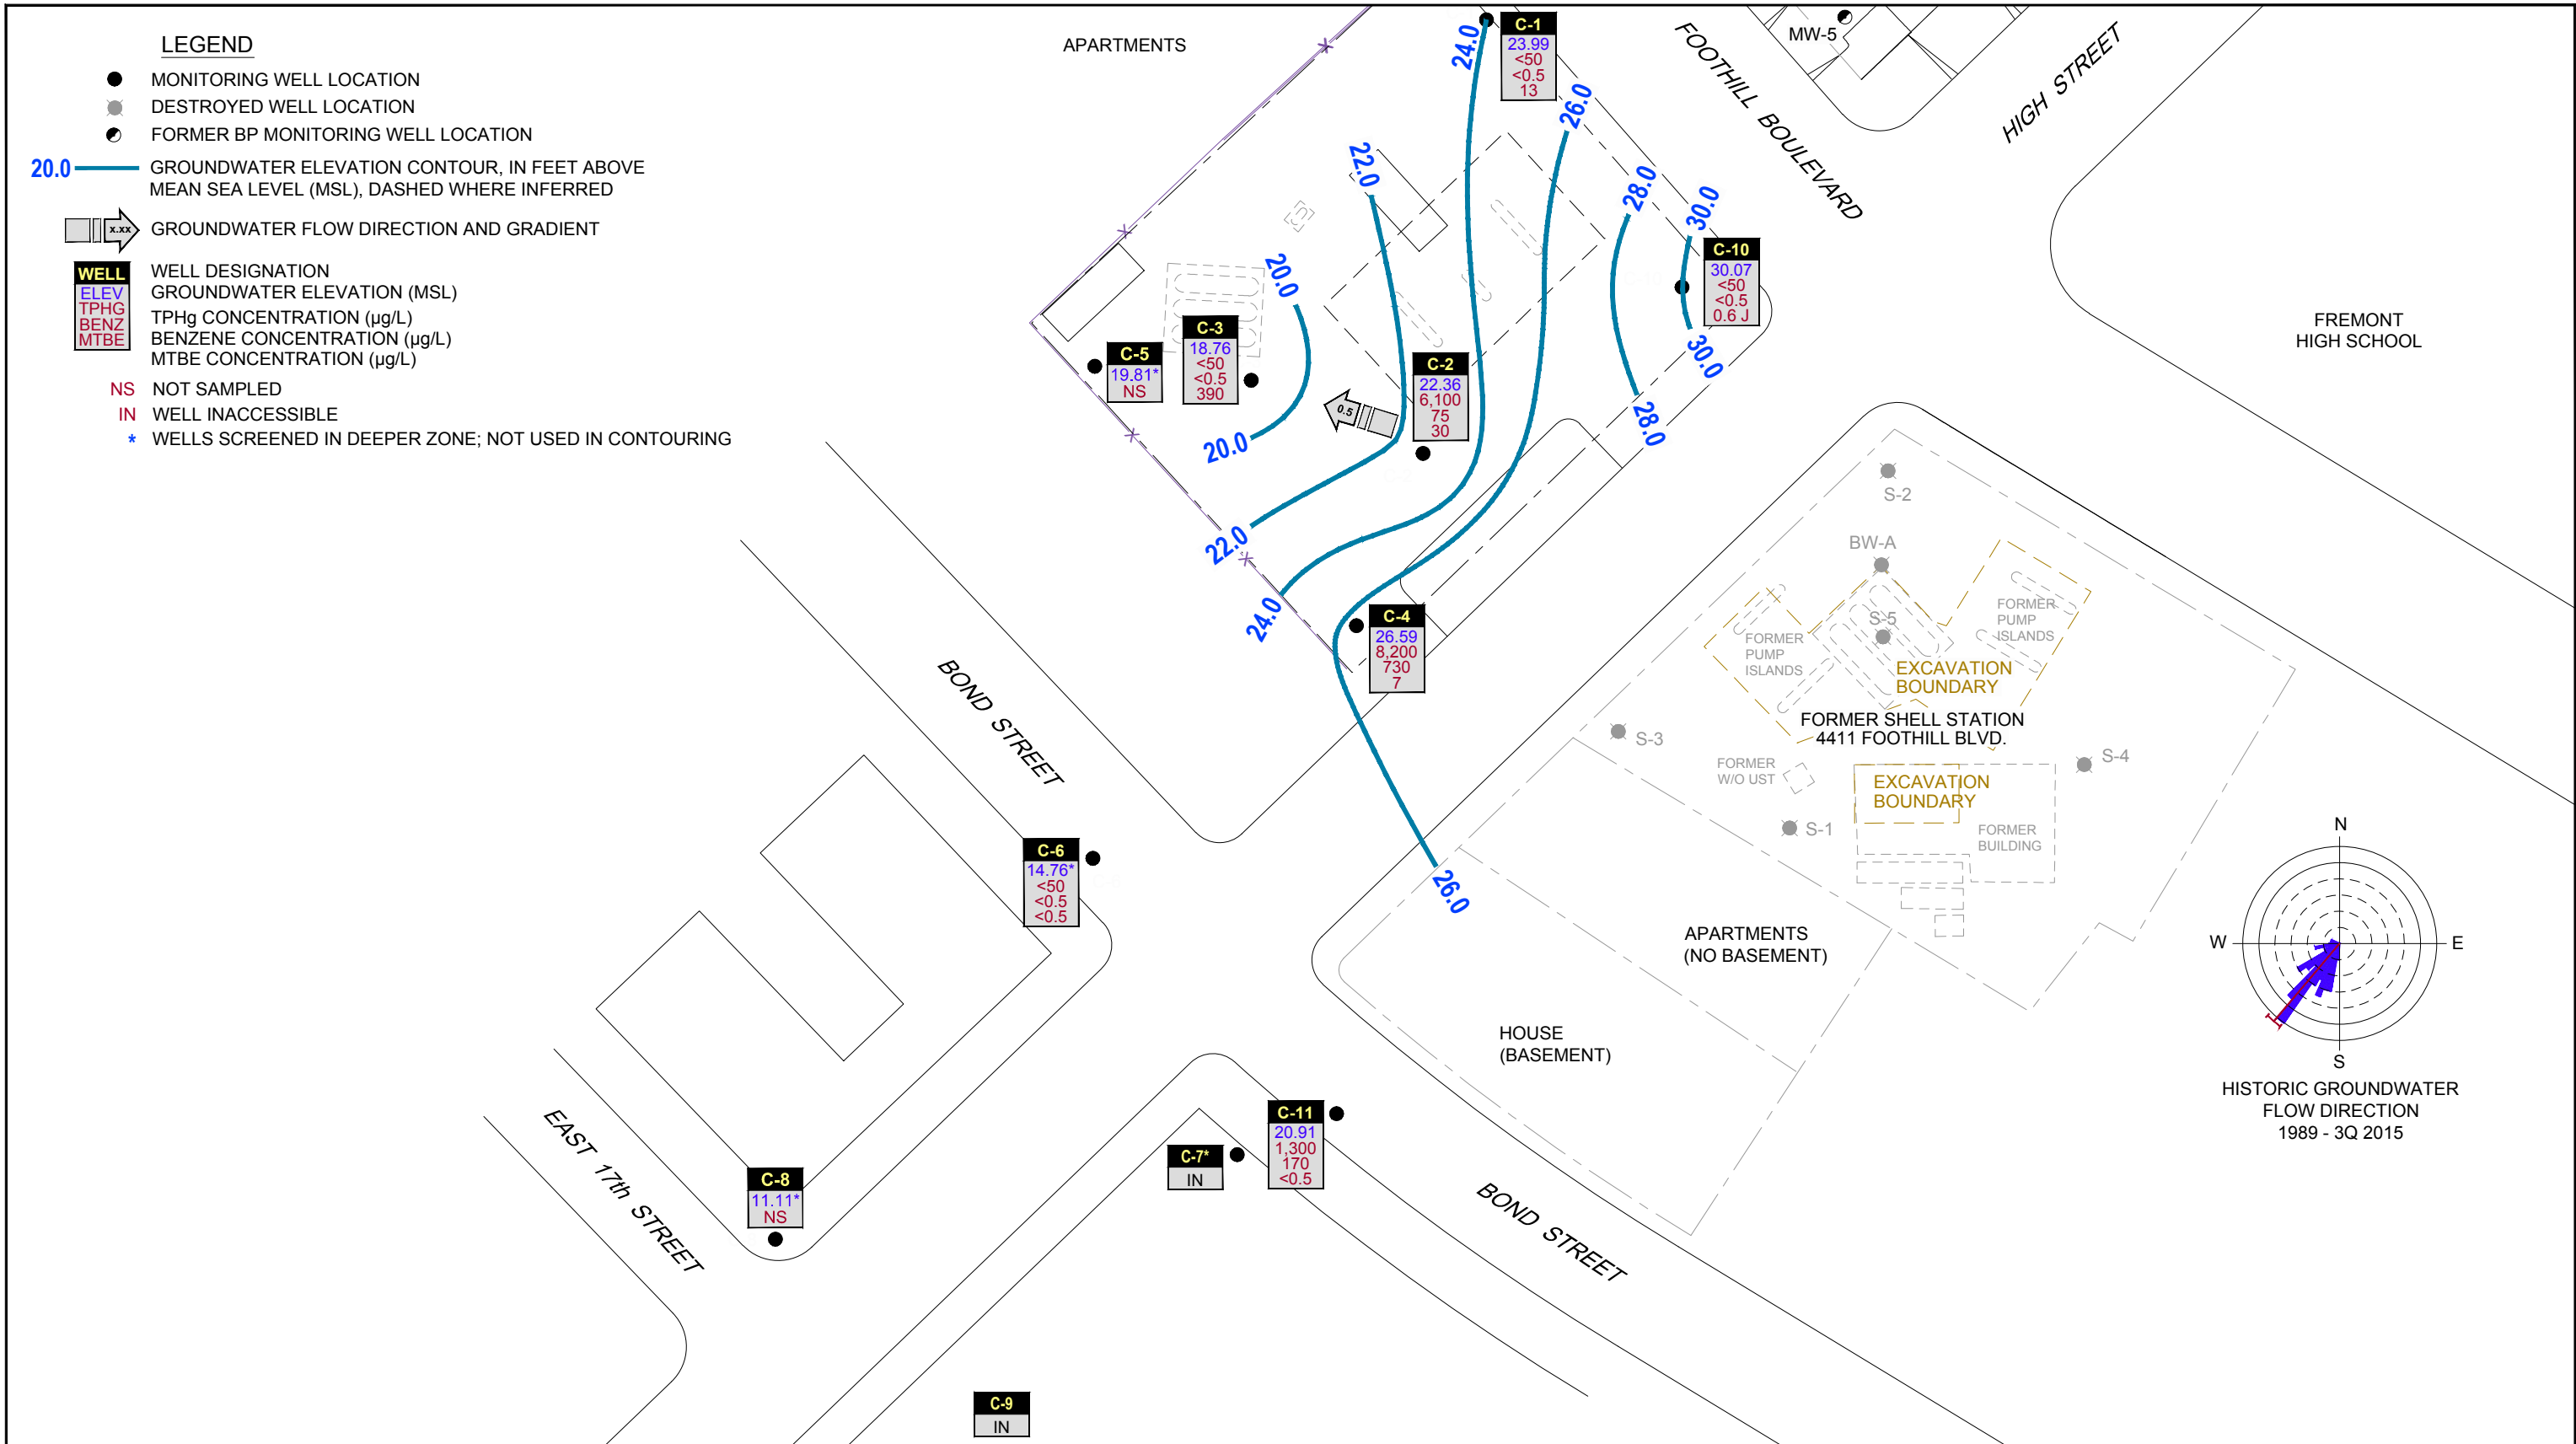 LEGEND
MONITORING WELL LOCATION
DESTROYED WELL LOCATION
FORMER BP MONITORING WELL LOCATION
20.0
GROUNDWATER ELEVATION CONTOUR, IN FEET ABOVE
MEAN SEA LEVEL (MSL), DASHED WHERE INFERRED
x.xx
GROUNDWATER FLOW DIRECTION AND GRADIENT
WELL
ELEV
TPHG
BENZ
MTBE
WELL DESIGNATION
GROUNDWATER ELEVATION (MSL)
TPHg CONCENTRATION (µg/L)
BENZENE CONCENTRATION (µg/L)
MTBE CONCENTRATION (µg/L)
NS NOT SAMPLED
IN WELL INACCESSIBLE
* WELLS SCREENED IN DEEPER ZONE; NOT USED IN CONTOURING
APARTMENTS
24.0
C-1
23.99
<50
<0.5
13
FOOTHILL BOULEVARD
MW-5
HIGH STREET
26.0
22.0
28.0
30.0
20.0
C-10
30.07
<50
<0.5
0.6 J
30.0
FREMONT
HIGH SCHOOL
C-5
19.81*
NS
C-3
18.76
<50
<0.5
390
C-2
22.36
6,100
75
30
0.5
20.0
28.0
22.0
24.0
C-4
26.59
8,200
730
7
S-2
BW-A
S-5
FORMER
PUMP
ISLANDS
FORMER
PUMP
ISLANDS
EXCAVATION
BOUNDARY
FORMER SHELL STATION
4411 FOOTHILL BLVD.
S-3
S-4
FORMER
W/O UST
EXCAVATION
BOUNDARY
S-1
FORMER
BUILDING
BOND STREET
C-6
14.76*
<50
<0.5
<0.5
26.0
APARTMENTS
(NO BASEMENT)
HOUSE
(BASEMENT)
N
W
E
S
HISTORIC GROUNDWATER
FLOW DIRECTION
1989 - 3Q 2015
EAST 17th STREET
C-8
11.11*
NS
C-7*
IN
C-11
20.91
1,300
170
<0.5
BOND STREET
C-9
IN